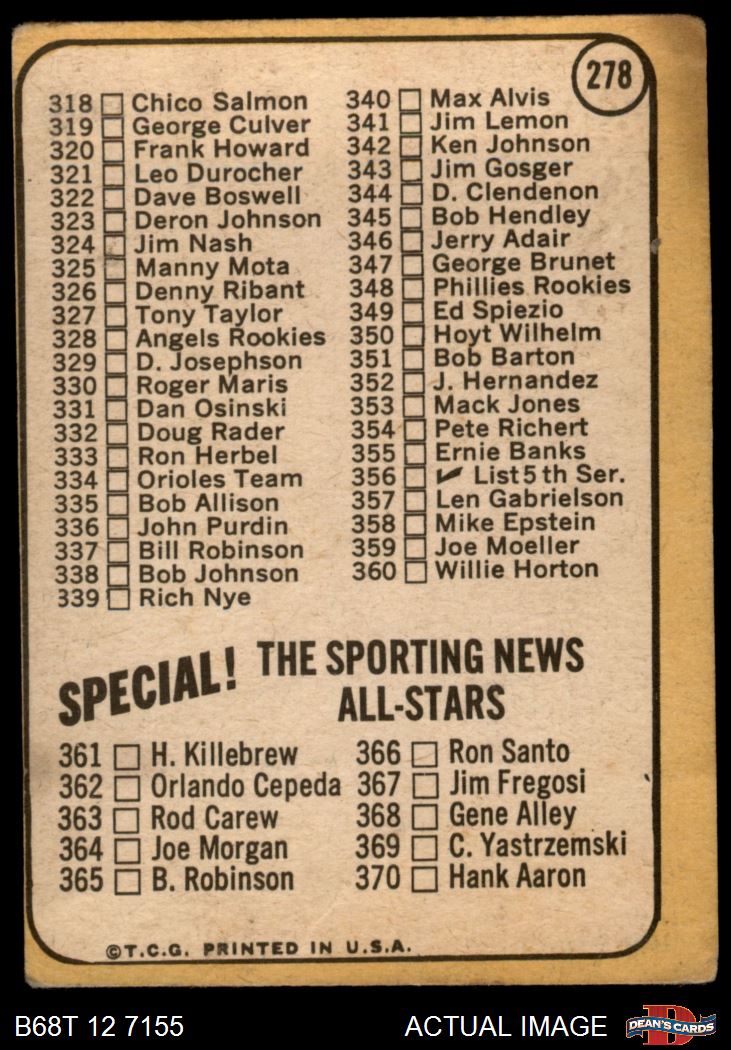 278
318 Chico Salmon
319 George Culver
320 Frank Howard
321 Leo Durocher
322 Dave Boswell
323 Deron Johnson
324 Jim Nash
325 Manny Mota
326 Denny Ribant
327 Tony Taylor
328 Angels Rookies
329 D. Josephson
330 Roger Maris
331 Dan Osinski
332 Doug Rader
333 Ron Herbel
334 Orioles Team
335 Bob Allison
336 John Purdin
337 Bill Robinson
338 Bob Johnson
339 Rich Nye
340 Max Alvis
341 Jim Lemon
342 Ken Johnson
343 Jim Gosger
344 D. Clendenon
345 Bob Hendley
346 Jerry Adair
347 George Brunet
348 Phillies Rookies
349 Ed Spiezio
350 Hoyt Wilhelm
351 Bob Barton
352 J. Hernandez
353 Mack Jones
354 Pete Richert
355 Ernie Banks
356 ✓ List 5th Ser.
357 Len Gabrielson
358 Mike Epstein
359 Joe Moeller
360 Willie Horton
SPECIAL! THE SPORTING NEWS
ALL-STARS
361 H. Killebrew
362 Orlando Cepeda
363 Rod Carew
364 Joe Morgan
365 B. Robinson
366 Ron Santo
367 Jim Fregosi
368 Gene Alley
369 C. Yastrzemski
370 Hank Aaron
©T.C.G. PRINTED IN U.S.A.
B68T 12 7155
ACTUAL IMAGE
D
DEAN'S CARDS